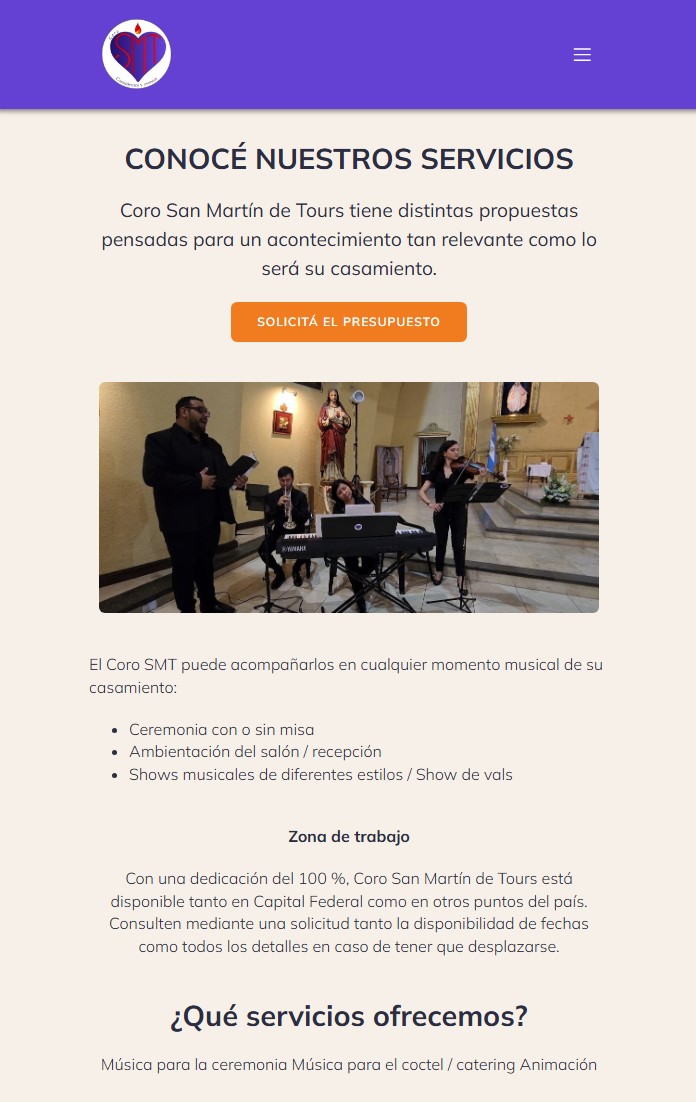 SMT
CONOCÉ NUESTROS SERVICIOS
Coro San Martín de Tours tiene distintas propuestas
pensadas para un acontecimiento tan relevante como lo
será su casamiento.
SOLICITÁ EL PRESUPUESTO
YAMAHA
El Coro SMT puede acompañarlos en cualquier momento musical de su
casamiento:
• Ceremonia con o sin misa
• Ambientación del salón / recepción
• Shows musicales de diferentes estilos / Show de vals
Zona de trabajo
Con una dedicación del 100 %, Coro San Martín de Tours está
disponible tanto en Capital Federal como en otros puntos del país.
Consulten mediante una solicitud tanto la disponibilidad de fechas
como todos los detalles en caso de tener que desplazarse.
¿Qué servicios ofrecemos?
Música para la ceremonia Música para el coctel / catering Animación